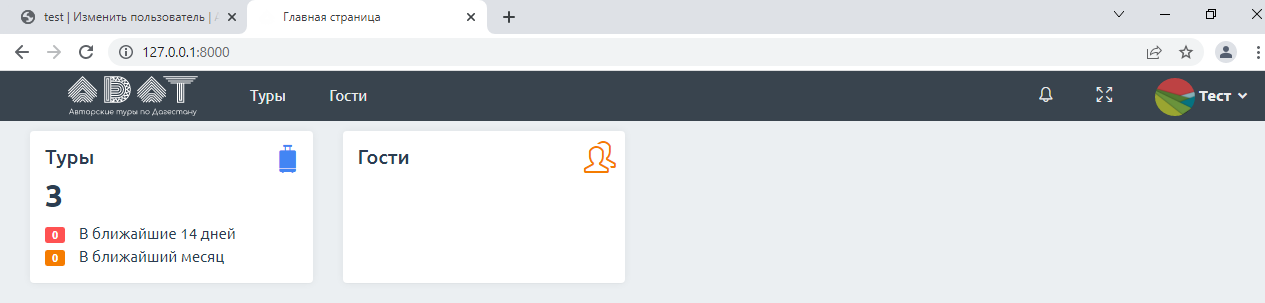 test | Изменить пользователь |
Главная страница
127.0.0.1:8000
АДАТ
Авторские туры по Дагестану
Туры
Гости
Тест
Туры
3
0 В ближайшие 14 дней
0 В ближайший месяц
Гости